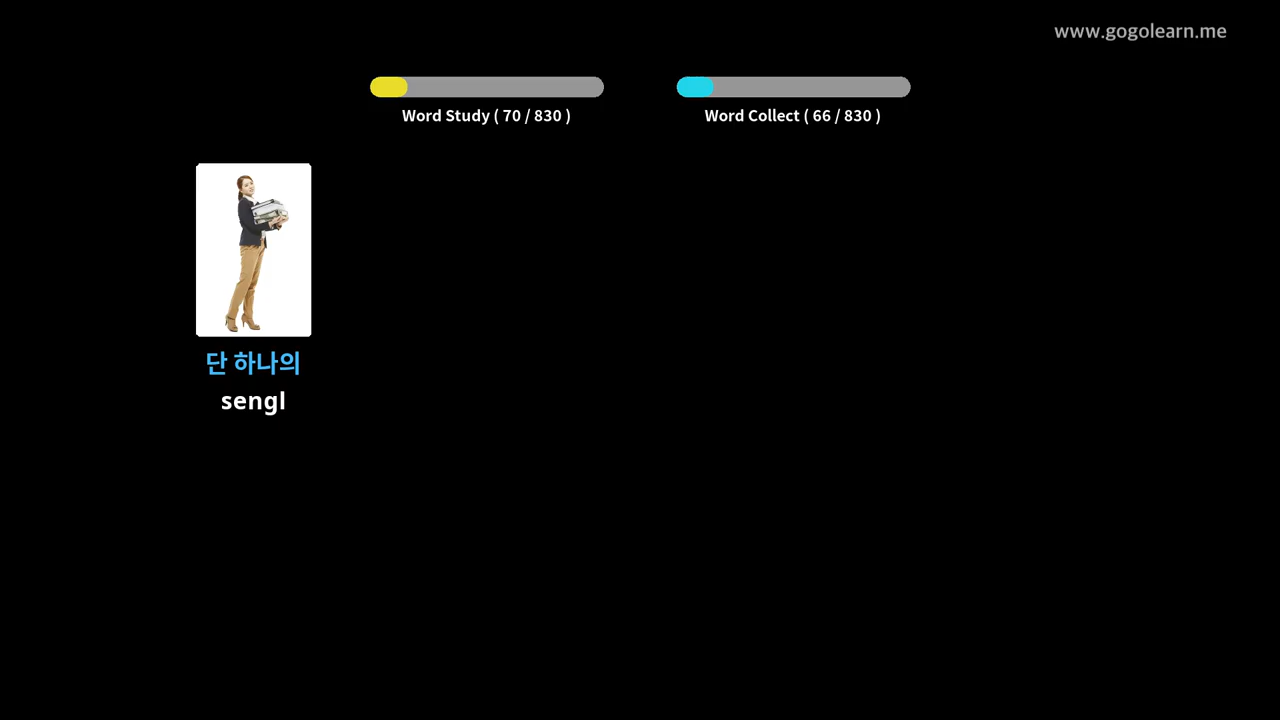 www.gogolearn.me
Word Study ( 70 / 830 )
Word Collect ( 66 / 830 )
단 하나의
sengl